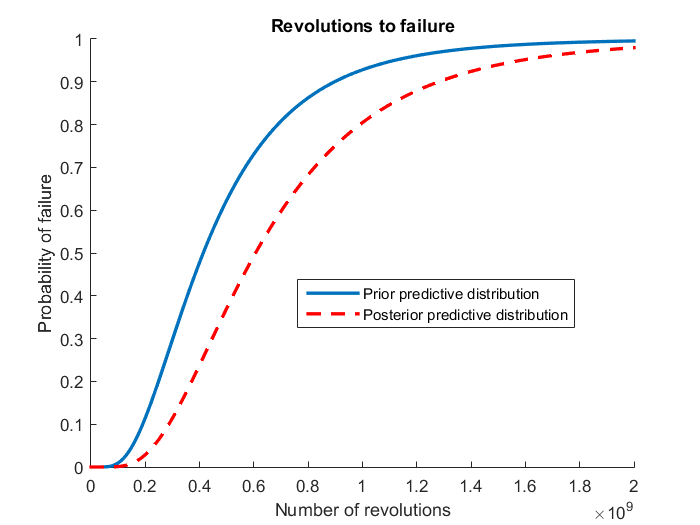 Revolutions to failure
1
0.9
0.8
0.7
0.6
0.5
0.4
0.3
0.2
0.1
0
Probability of failure
Prior predictive distribution
Posterior predictive distribution
0 0.2 0.4 0.6 0.8 1 1.2 1.4 1.6 1.8 2
Number of revolutions
×10⁹